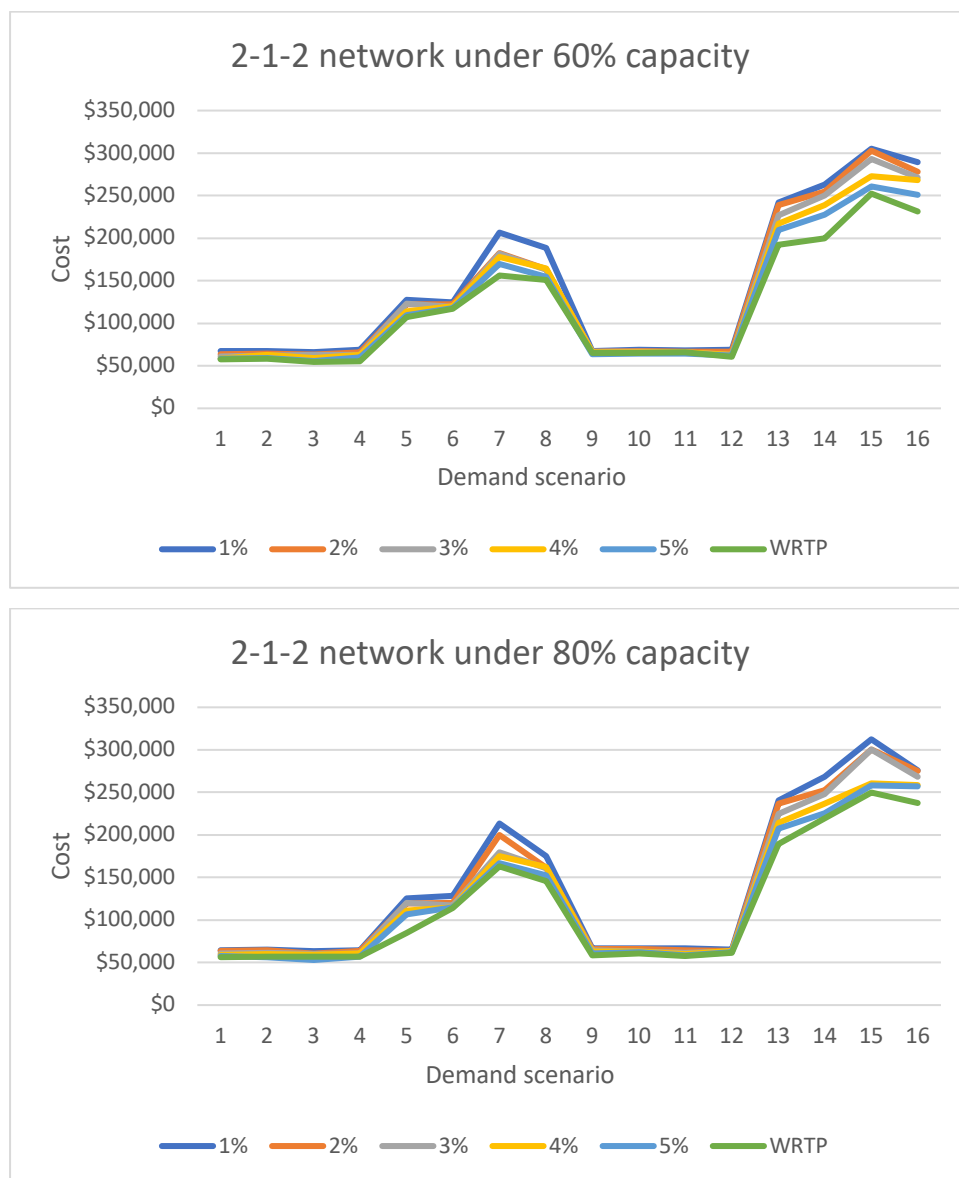 2-1-2 network under 60% capacity
$350,000
$300,000
$250,000
$200,000
$150,000
$100,000
$50,000
$0
Cost
1 2 3 4 5 6 7 8 9 10 11 12 13 14 15 16
Demand scenario
1% 2% 3% 4% 5% WRTP
2-1-2 network under 80% capacity
$350,000
$300,000
$250,000
$200,000
$150,000
$100,000
$50,000
$0
Cost
1 2 3 4 5 6 7 8 9 10 11 12 13 14 15 16
Demand scenario
1% 2% 3% 4% 5% WRTP